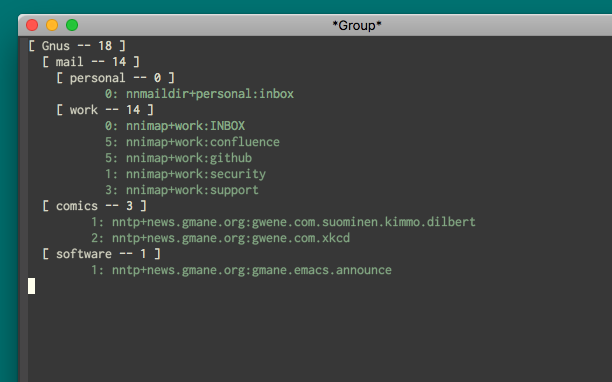 *Group*
[ Gnus -- 18 ]
[ mail -- 14 ]
[ personal -- 0 ]
0: nnmaildir+personal:inbox
[ work -- 14 ]
0: nnimap+work:INBOX
5: nnimap+work:confluence
5: nnimap+work:github
1: nnimap+work:security
3: nnimap+work:support
[ comics -- 3 ]
1: nntp+news.gmane.org:gwene.com.suominen.kimmo.dilbert
2: nntp+news.gmane.org:gwene.com.xkcd
[ software -- 1 ]
1: nntp+news.gmane.org:gmane.emacs.announce